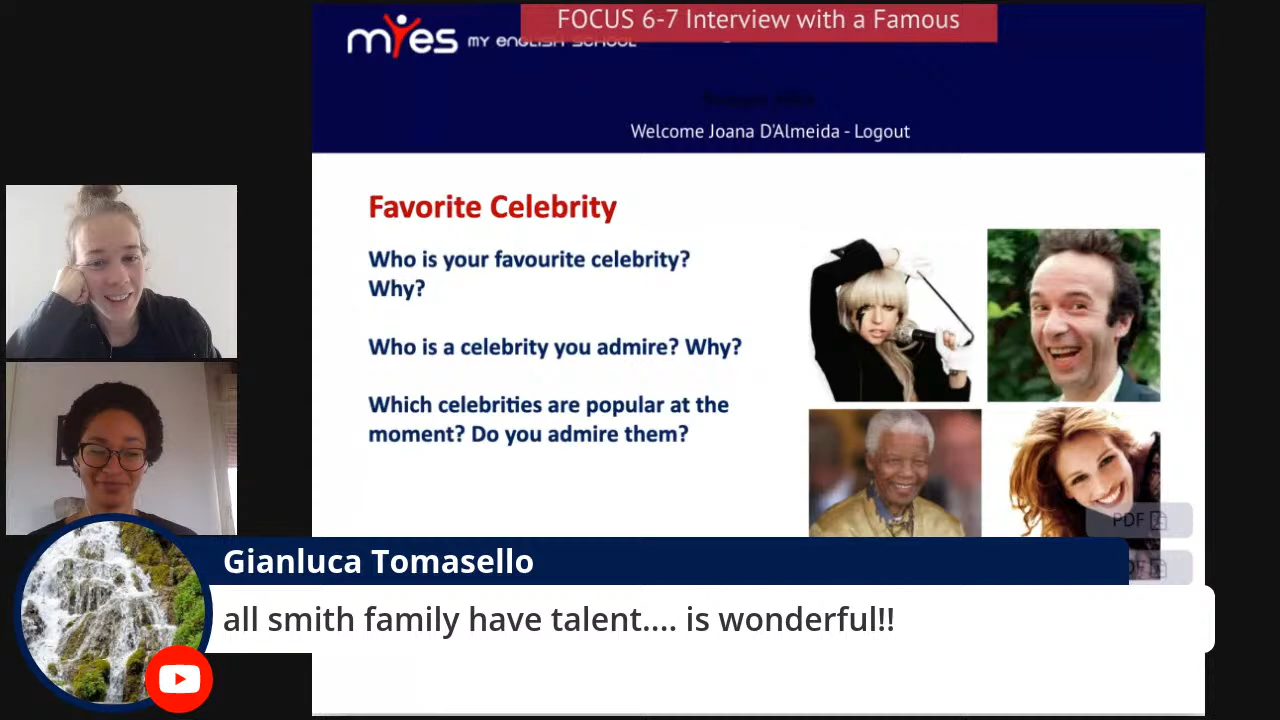 FOCUS 6-7 Interview with a Famous
mYes MY ENGLISH SCHOOL
Welcome Joana D'Almeida - Logout
Favorite Celebrity
Who is your favourite celebrity?
Why?
Who is a celebrity you admire? Why?
Which celebrities are popular at the
moment? Do you admire them?
PDF
Gianluca Tomasello
all smith family have talent.... is wonderful!!